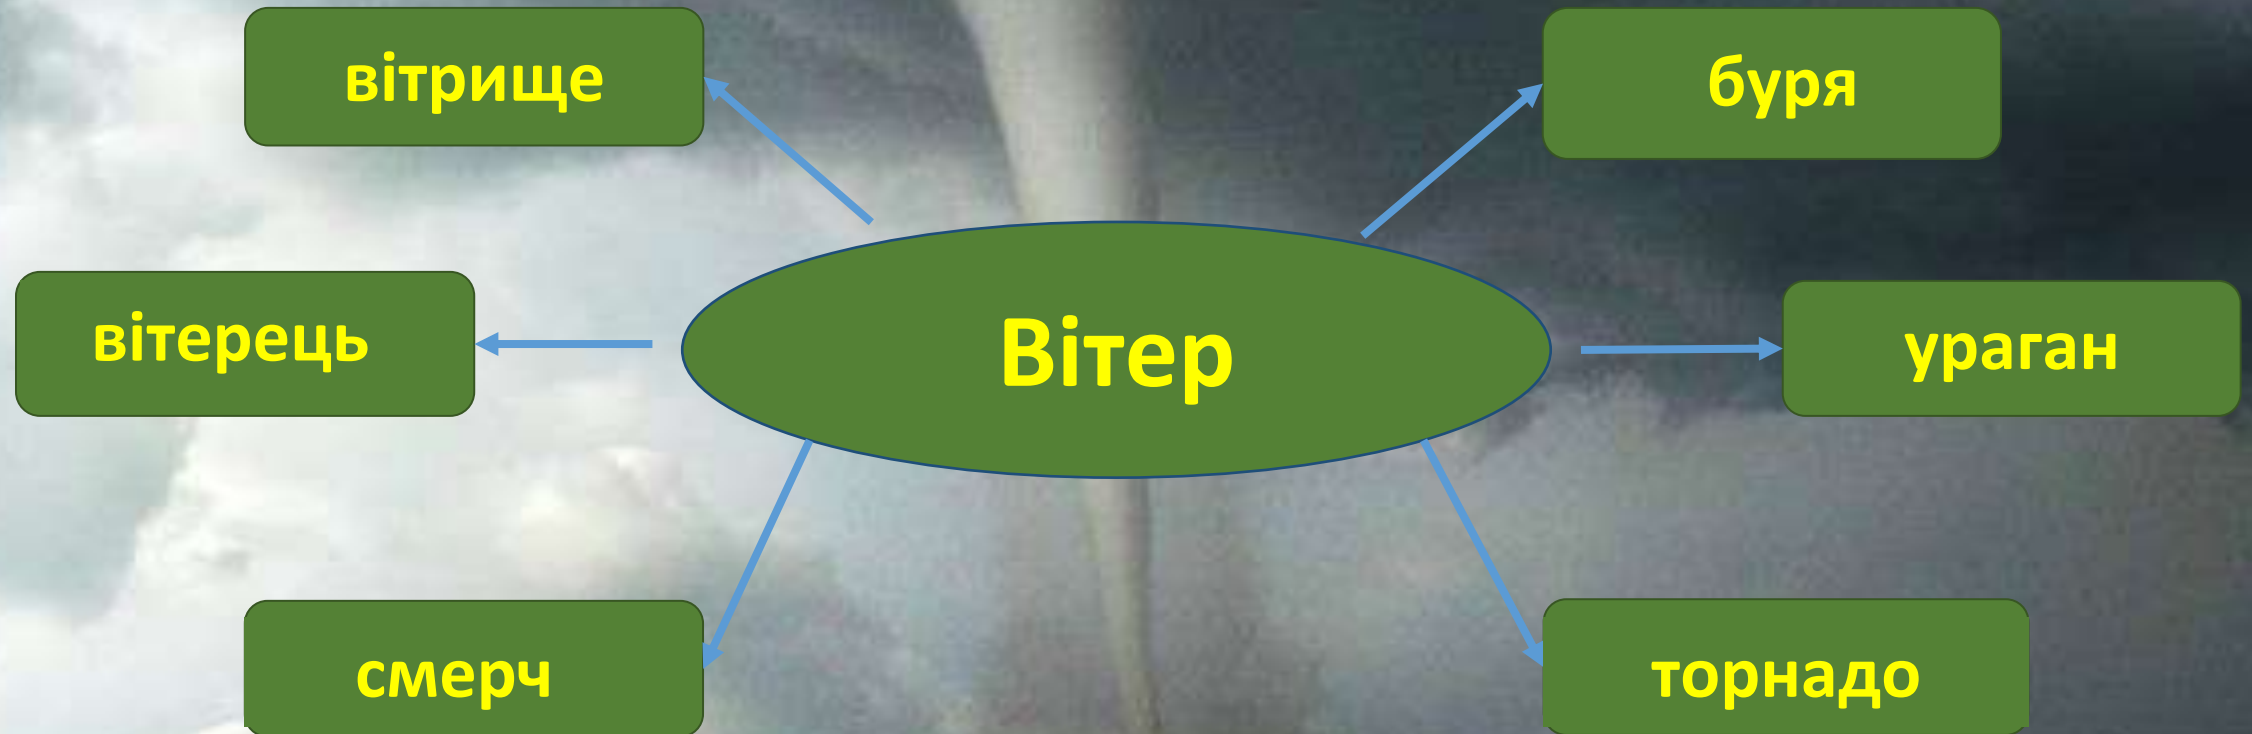 вітрище
буря
вітерець
Вітер
ураган
смерч
торнадо